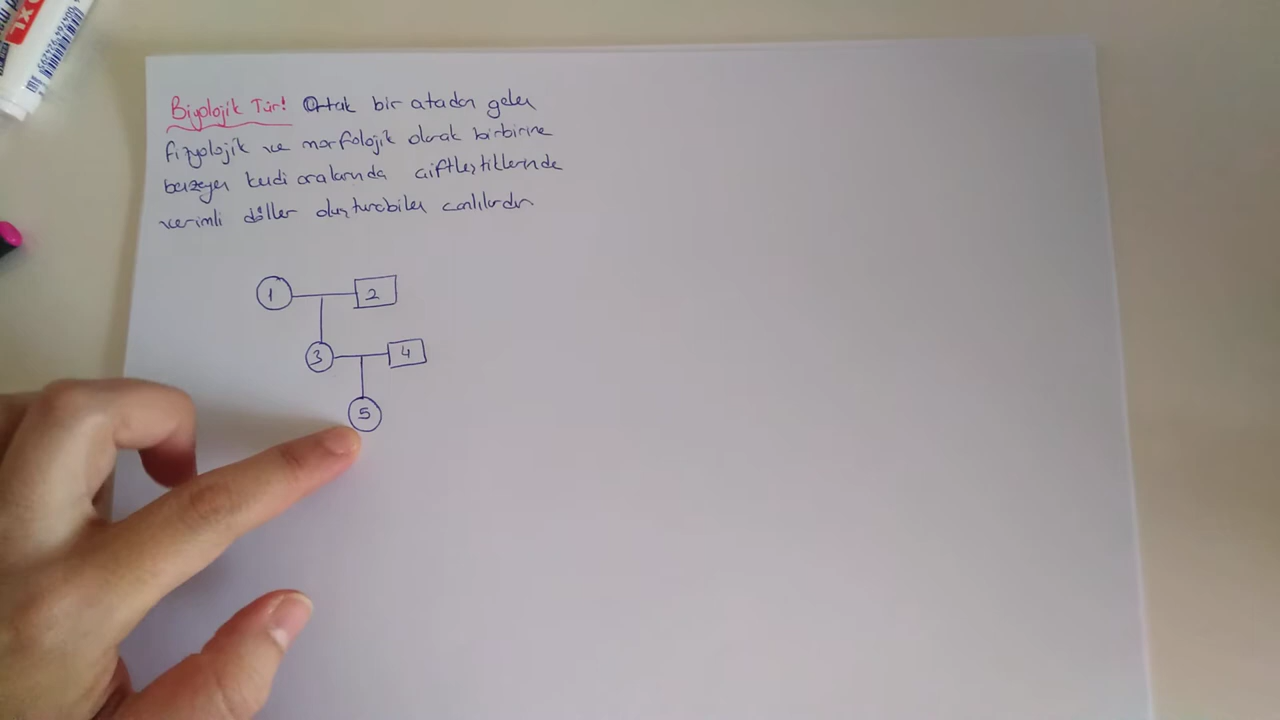 Biyolojik Tür! Ortak bir atadan gelen
fizyolojik ve morfolojik olarak birbirine
benzeyen kendi aralarında çiftleştiklerinde
verimli döller oluşturabilen canlılardır
1 2
3 4
5
XL